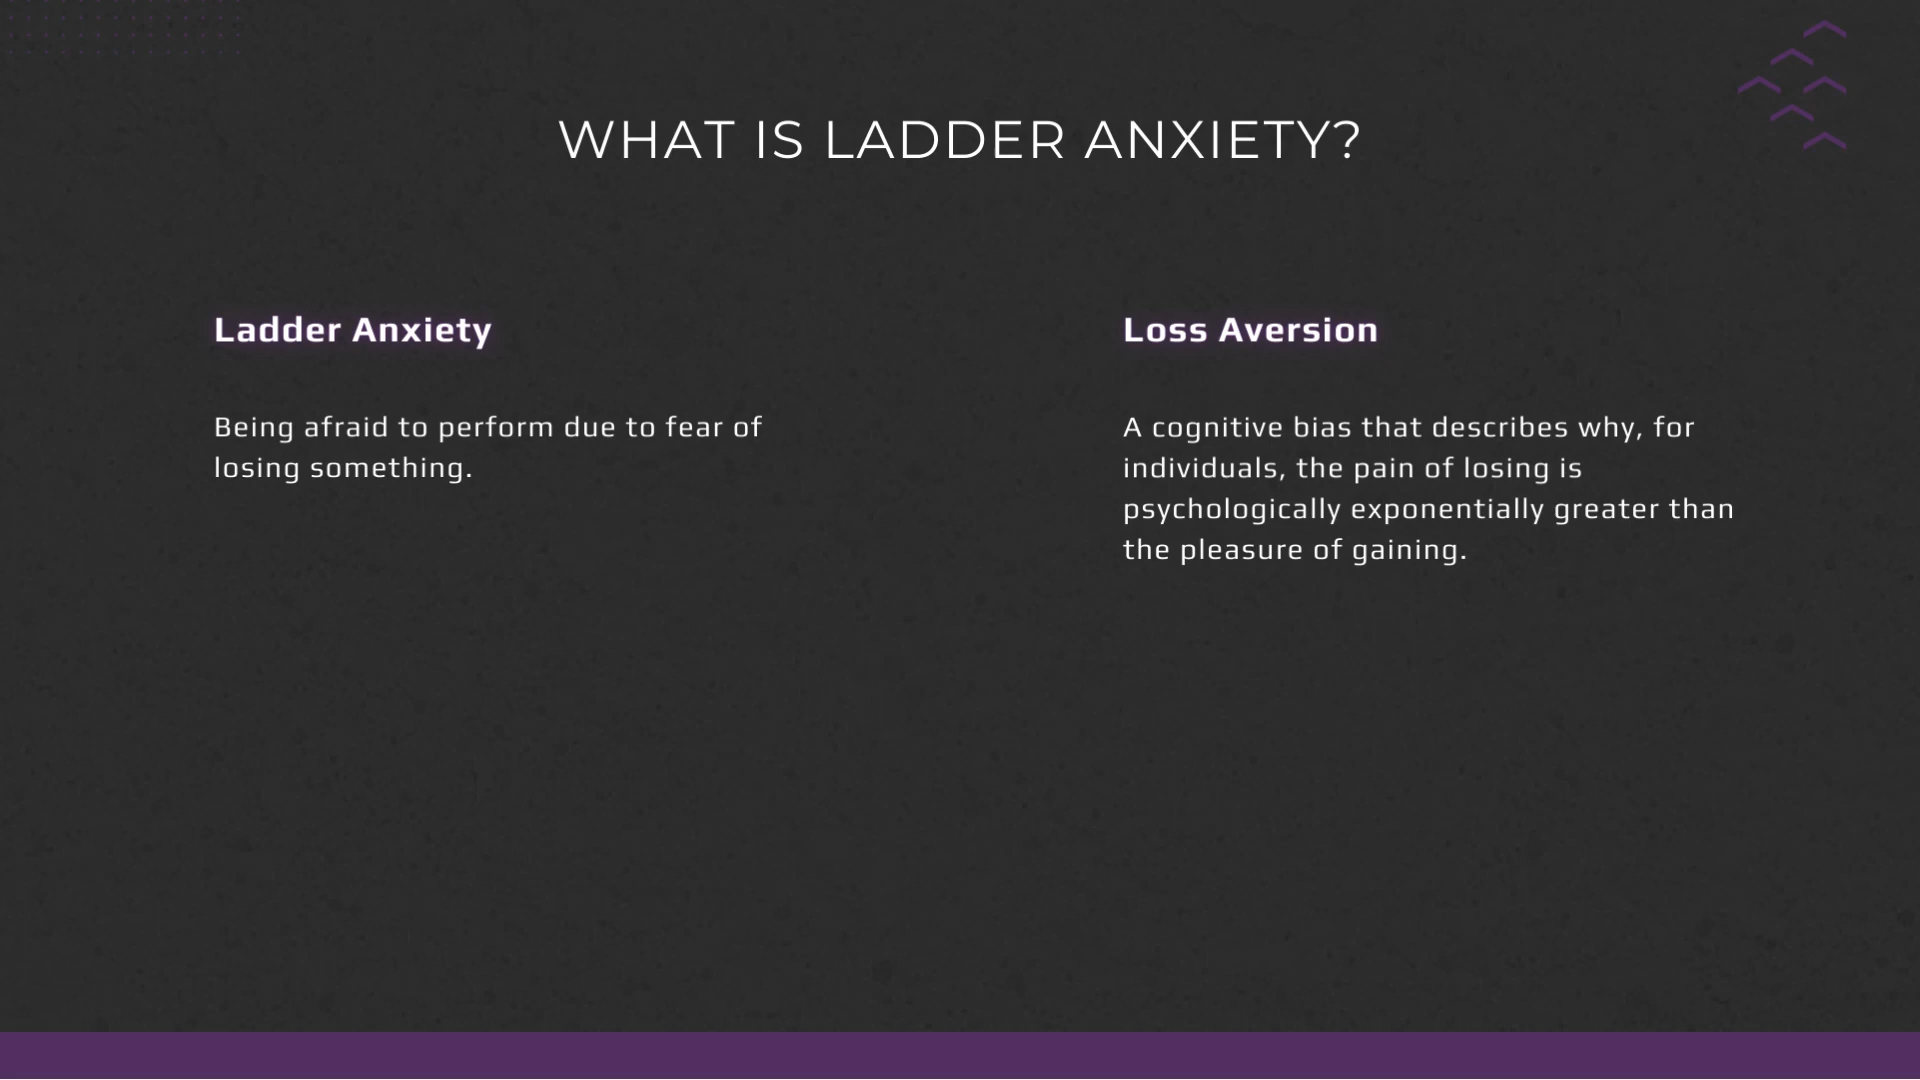 WHAT IS LADDER ANXIETY?
Ladder Anxiety
Being afraid to perform due to fear of
losing something.
Loss Aversion
A cognitive bias that describes why, for
individuals, the pain of losing is
psychologically exponentially greater than
the pleasure of gaining.